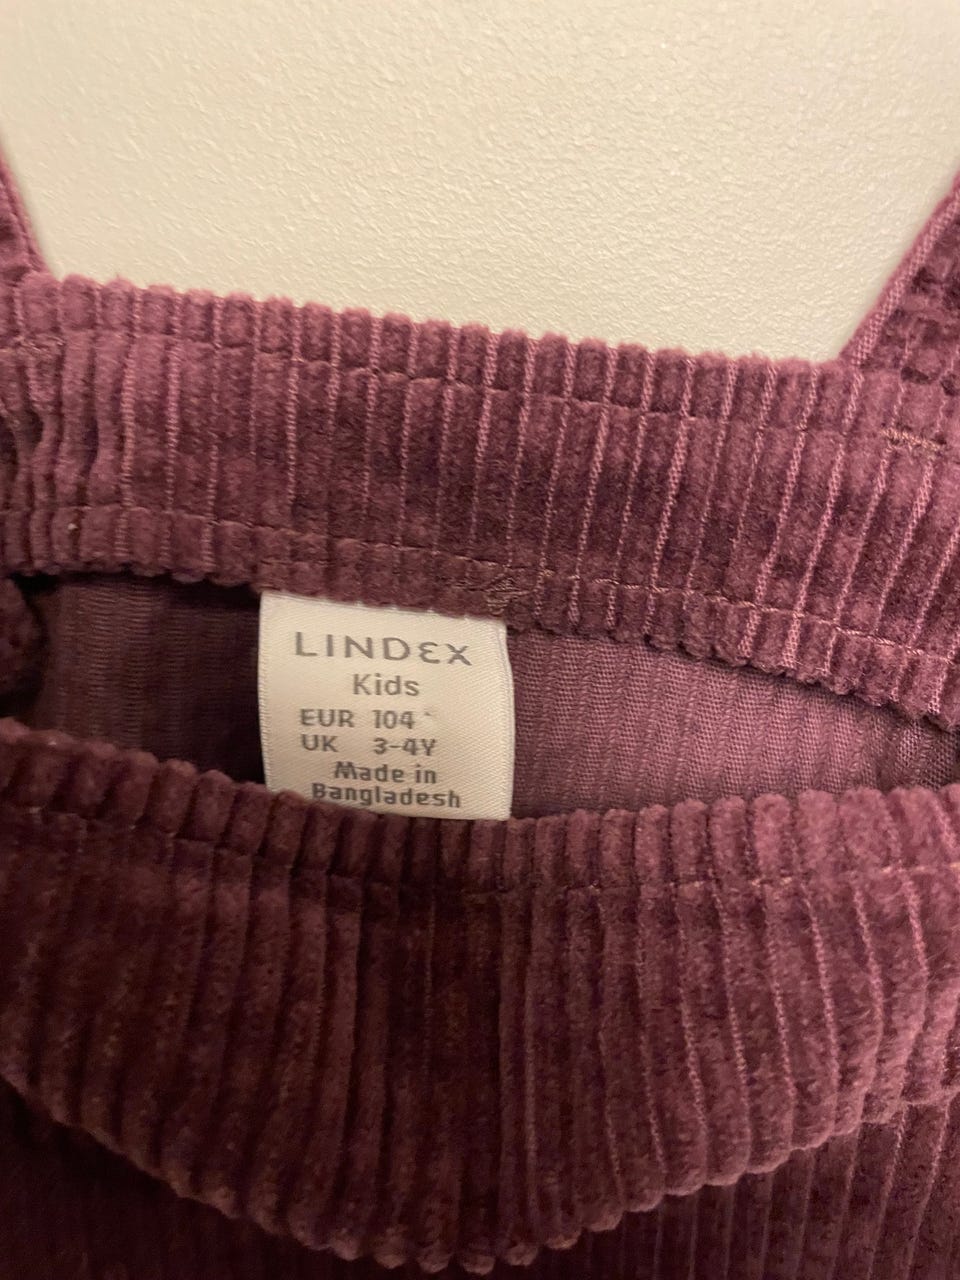 LINDEX
Kids
EUR 104
UK 3-4Y
Made in
Bangladesh